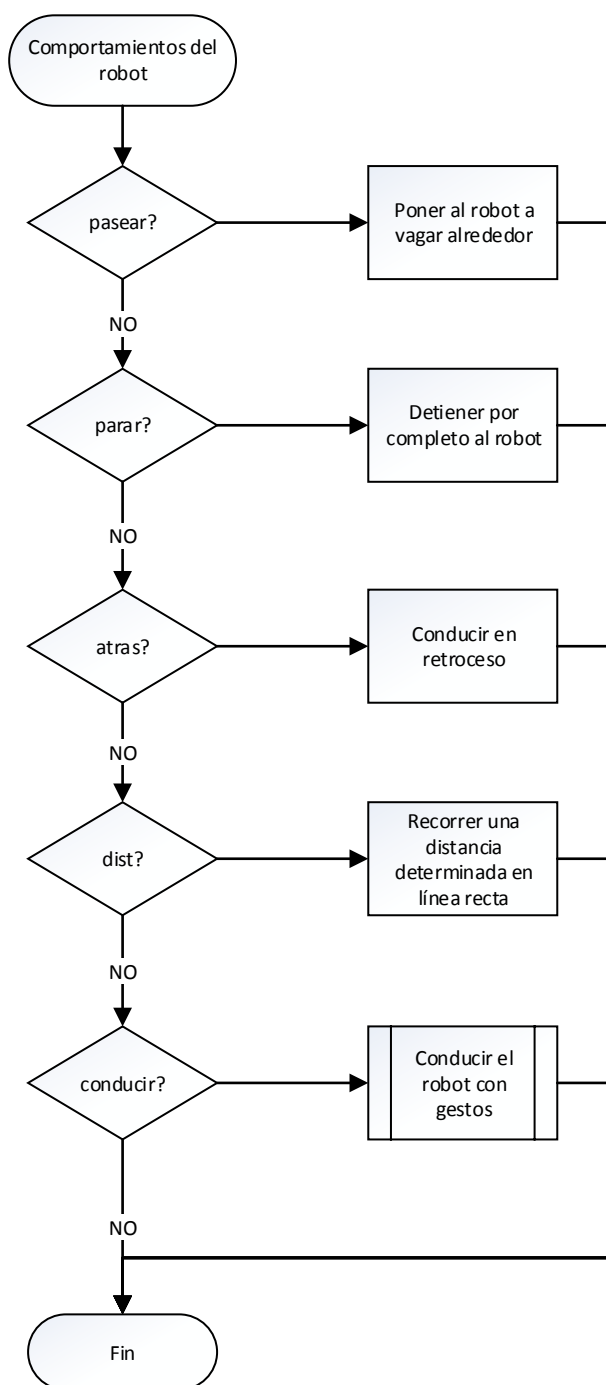 Comportamientos del
robot
pasear?
Poner al robot a
vagar alrededor
NO
parar?
Detiener por
completo al robot
NO
atras?
Conducir en
retroceso
NO
dist?
Recorrer una
distancia
determinada en
línea recta
NO
conducir?
Conducir el
robot con
gestos
NO
Fin